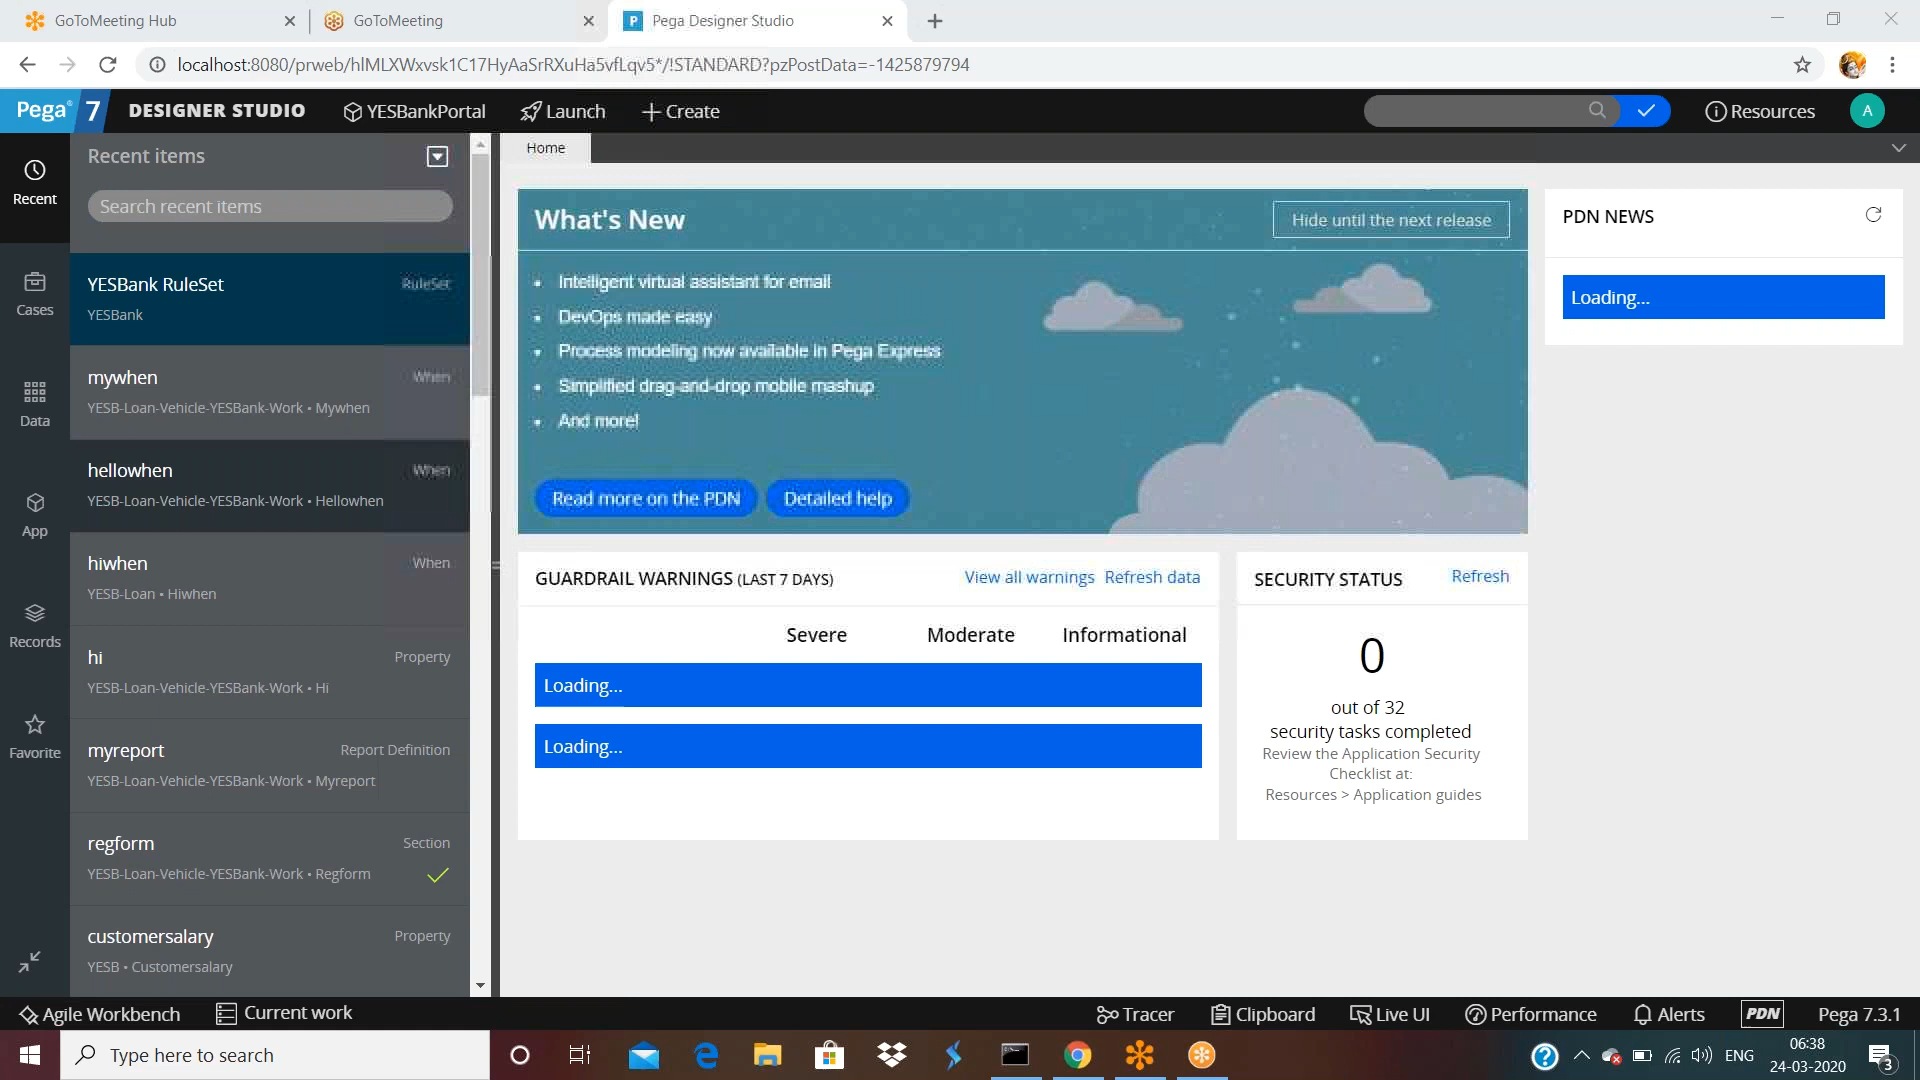 GoToMeeting Hub
GoToMeeting
P Pega Designer Studio
localhost:8080/prweb/hlMLXWxvsk1C17HyAaSrRXuHa5vfLqv5*/!STANDARD?pzPostData=-1425879794
Pega 7 DESIGNER STUDIO YESBankPortal Launch Create Resources A
Recent items
Search recent items
Recent
Cases
Data
App
Records
Favorite
YESBank RuleSet RuleSet
YESBank
mywhen When
YESB-Loan-Vehicle-YESBank-Work • Mywhen
hellowhen When
YESB-Loan-Vehicle-YESBank-Work • Hellowhen
hiwhen When
YESB-Loan • Hiwhen
hi Property
YESB-Loan-Vehicle-YESBank-Work • Hi
myreport Report Definition
YESB-Loan-Vehicle-YESBank-Work • Myreport
regform Section
YESB-Loan-Vehicle-YESBank-Work • Regform
customersalary Property
YESB • Customersalary
Home
What's New Hide until the next release
• Intelligent virtual assistant for email
• DevOps made easy
• Process modeling now available in Pega Express
• Simplified drag-and-drop mobile mashup
• And more!
Read more on the PDN Detailed help
PDN NEWS
Loading...
GUARDRAIL WARNINGS (LAST 7 DAYS) View all warnings Refresh data
Severe Moderate Informational
Loading...
Loading...
SECURITY STATUS Refresh
0
out of 32
security tasks completed
Review the Application Security
Checklist at:
Resources > Application guides
Agile Workbench Current work Tracer Clipboard Live UI Performance Alerts PDN Pega 7.3.1
Type here to search
ENG
06:38
24-03-2020
3